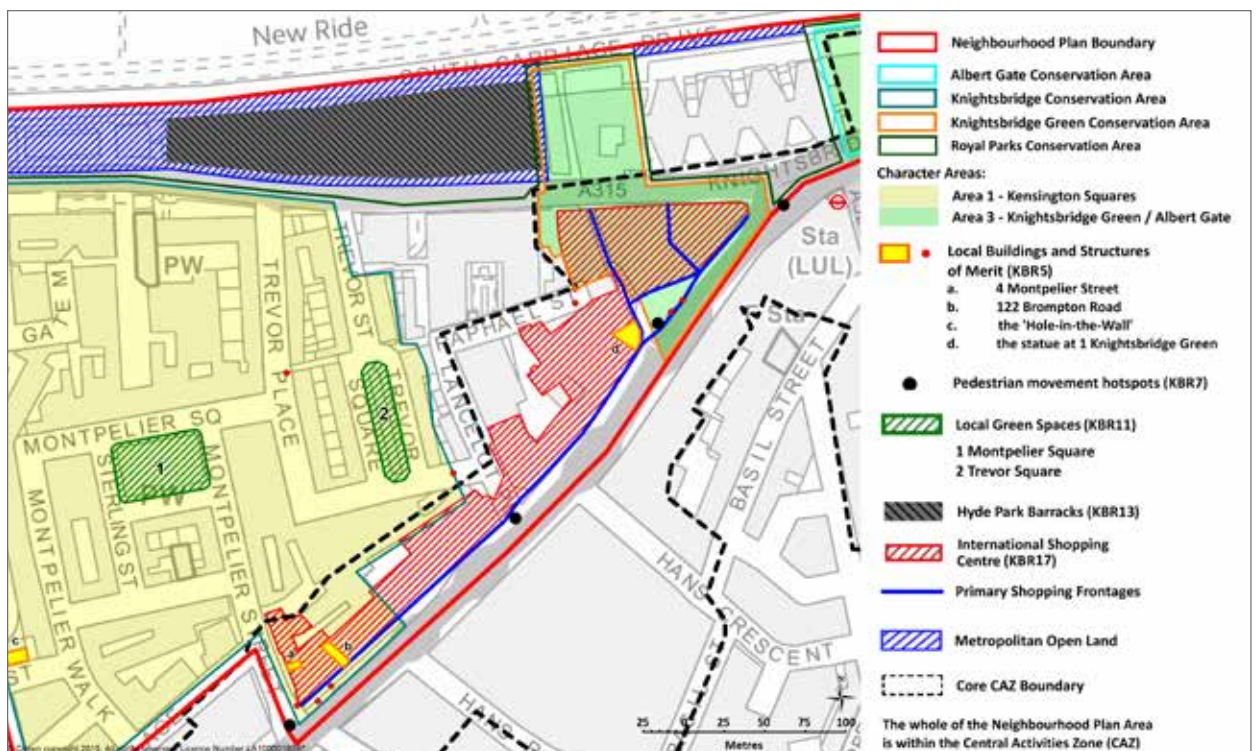 New Ride
SOUTH CARRIAGE DRIVE
A315
KNIGHTSBR
Sta
(LUL)
Sta
TREVOR ST
TREVOR
PLACE
TREVOR
SQUARE
PW
GA
MONTPELIER SQ
STERLING ST
PW
MONTPELIER S
MONTPELIER WALK
RAPHAEL S
LANCELOT
BASIL STREET
HANS CRESCENT
HANS
1
2
a
b
c
d
25 0 25 50 75 100
Metres
Neighbourhood Plan Boundary
Albert Gate Conservation Area
Knightsbridge Conservation Area
Knightsbridge Green Conservation Area
Royal Parks Conservation Area
Character Areas:
Area 1 - Kensington Squares
Area 3 - Knightsbridge Green / Albert Gate
Local Buildings and Structures
of Merit (KBR5)
a. 4 Montpelier Street
b. 122 Brompton Road
c. the 'Hole-in-the-Wall'
d. the statue at 1 Knightsbridge Green
Pedestrian movement hotspots (KBR7)
Local Green Spaces (KBR11)
1 Montpelier Square
2 Trevor Square
Hyde Park Barracks (KBR13)
International Shopping
Centre (KBR17)
Primary Shopping Frontages
Metropolitan Open Land
Core CAZ Boundary
The whole of the Neighbourhood Plan Area
is within the Central Activities Zone (CAZ)